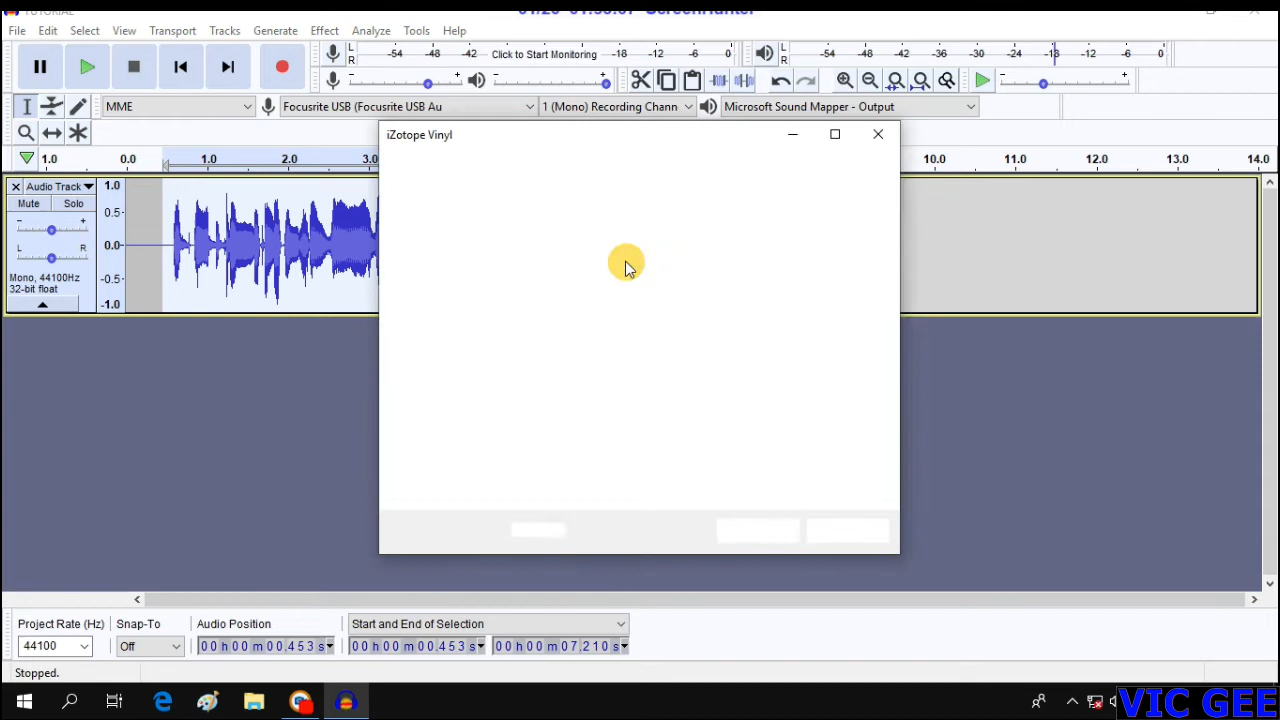 File Edit Select View Transport Tracks Generate Effect Analyze Tools Help
L R -54 -48 -42 Click to Start Monitoring -18 -12 -6 0
L R -54 -48 -42 -36 -30 -24 -18 -12 -6 0
- + - + - +
MME Focusrite USB (Focusrite USB Au 1 (Mono) Recording Chann Microsoft Sound Mapper - Output
iZotope Vinyl
1.0 0.0 1.0 2.0 3.0 10.0 11.0 12.0 13.0 14.0
Audio Track
Mute Solo
- +
L R
Mono, 44100Hz
32-bit float
1.0
0.5
0.0
-0.5
-1.0
Project Rate (Hz) Snap-To Audio Position Start and End of Selection
44100 Off 00 h 00 m 00.453 s 00 h 00 m 00.453 s 00 h 00 m 07.210 s
Stopped.
VIC GEE